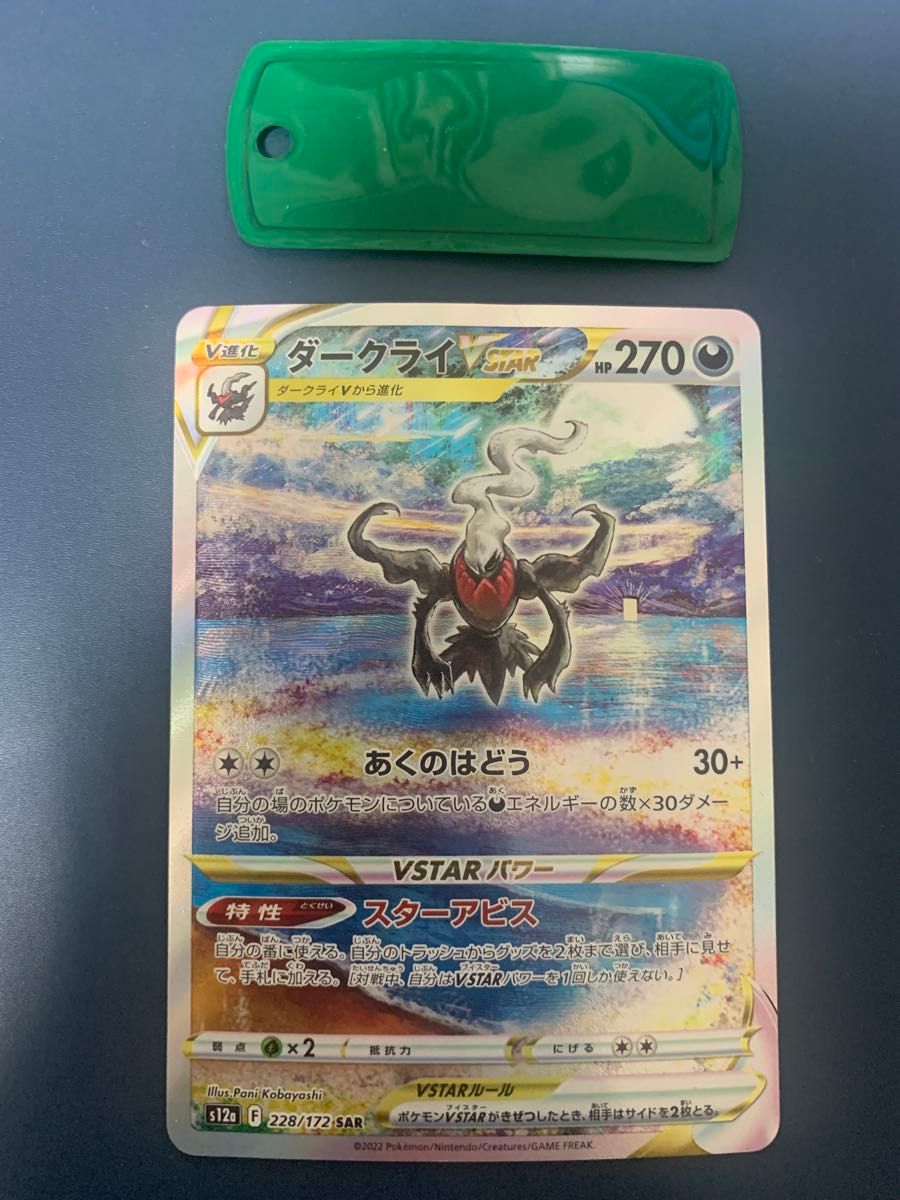 V進化
ダークライVSTAR
HP 270
ダークライVから進化
あくのはどう 30+
自分の場のポケモンについているエネルギーの数×30ダメー
ジ追加。
VSTARパワー
特性 スターアビス
自分の番に使える。自分のトラッシュからグッズを2枚まで選び、相手に見せ
て、手札に加える。[対戦中、自分はVSTARパワーを1回しか使えない。]
弱点 ×2 抵抗力 にげる
Illus.Pani Kobayashi
VSTARルール
s12a F 228/172 SAR
ポケモンVSTARがきぜつしたとき、相手はサイドを2枚とる。
©2022 Pokémon/Nintendo/Creatures/GAME FREAK.